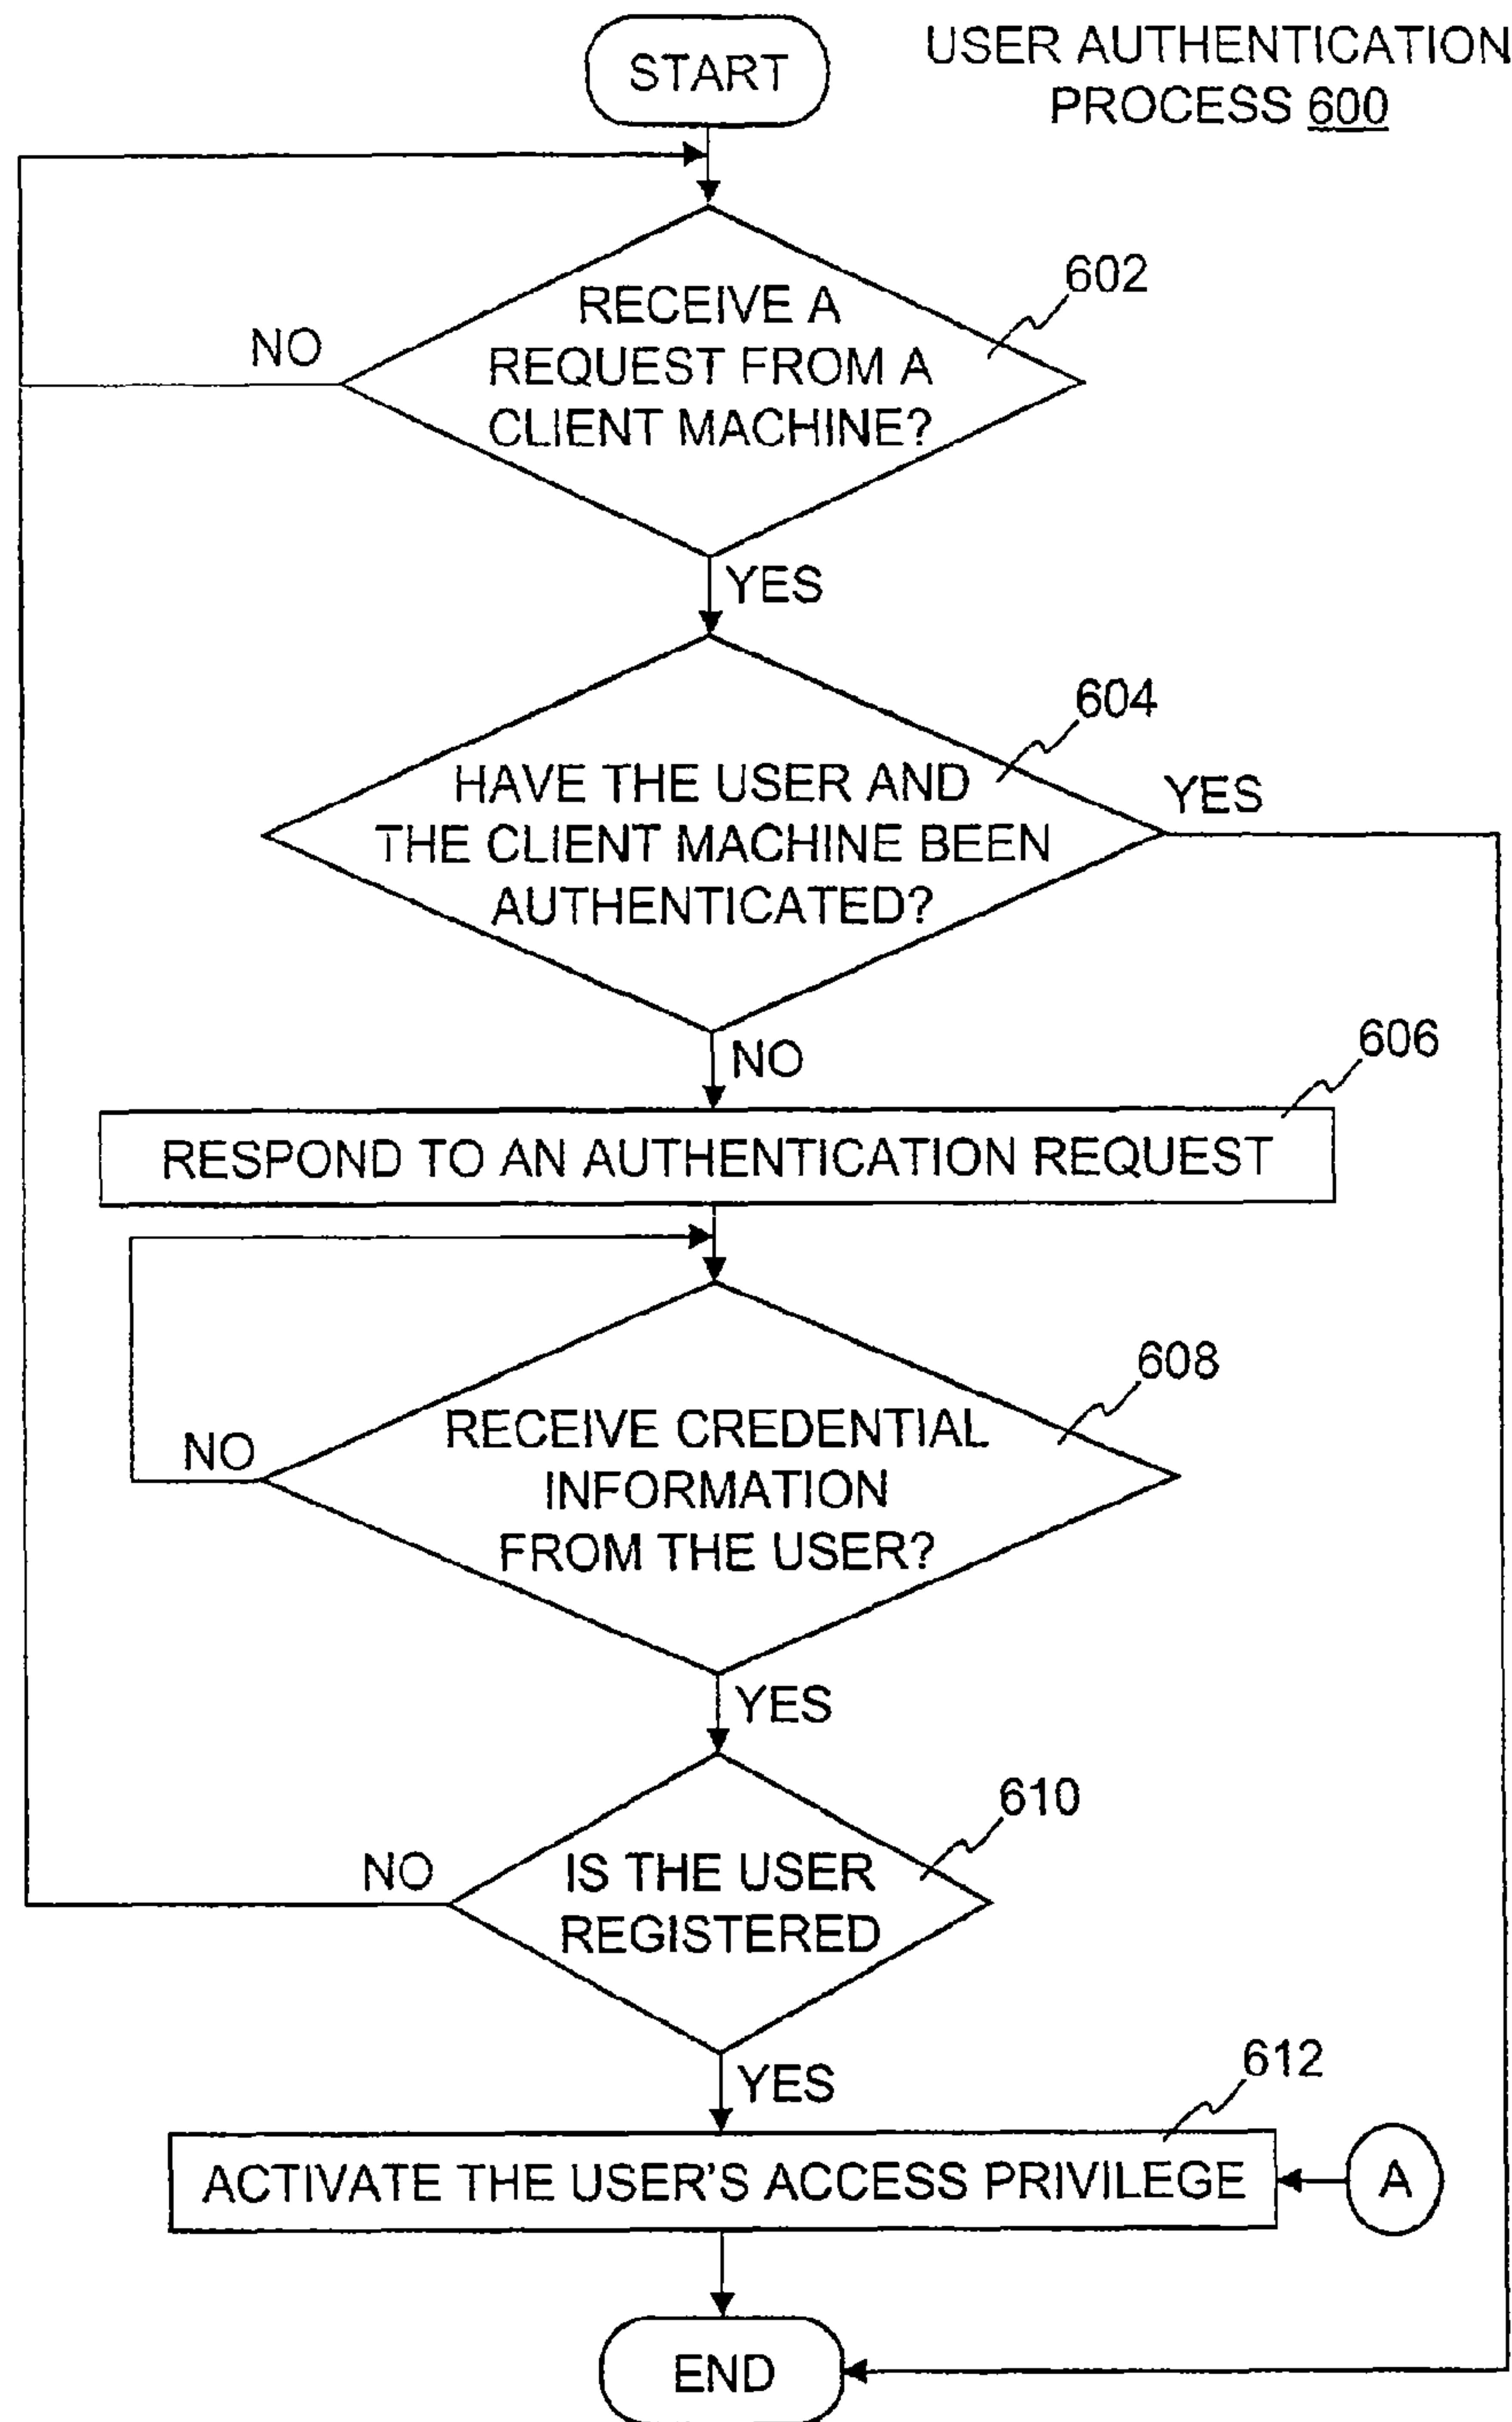 START
USER AUTHENTICATION
PROCESS 600
602
RECEIVE A
REQUEST FROM A
CLIENT MACHINE?
NO
YES
604
HAVE THE USER AND
THE CLIENT MACHINE BEEN
AUTHENTICATED?
YES
NO
606
RESPOND TO AN AUTHENTICATION REQUEST
608
RECEIVE CREDENTIAL
INFORMATION
FROM THE USER?
NO
YES
610
IS THE USER
REGISTERED
NO
YES
612
ACTIVATE THE USER'S ACCESS PRIVILEGE
A
END